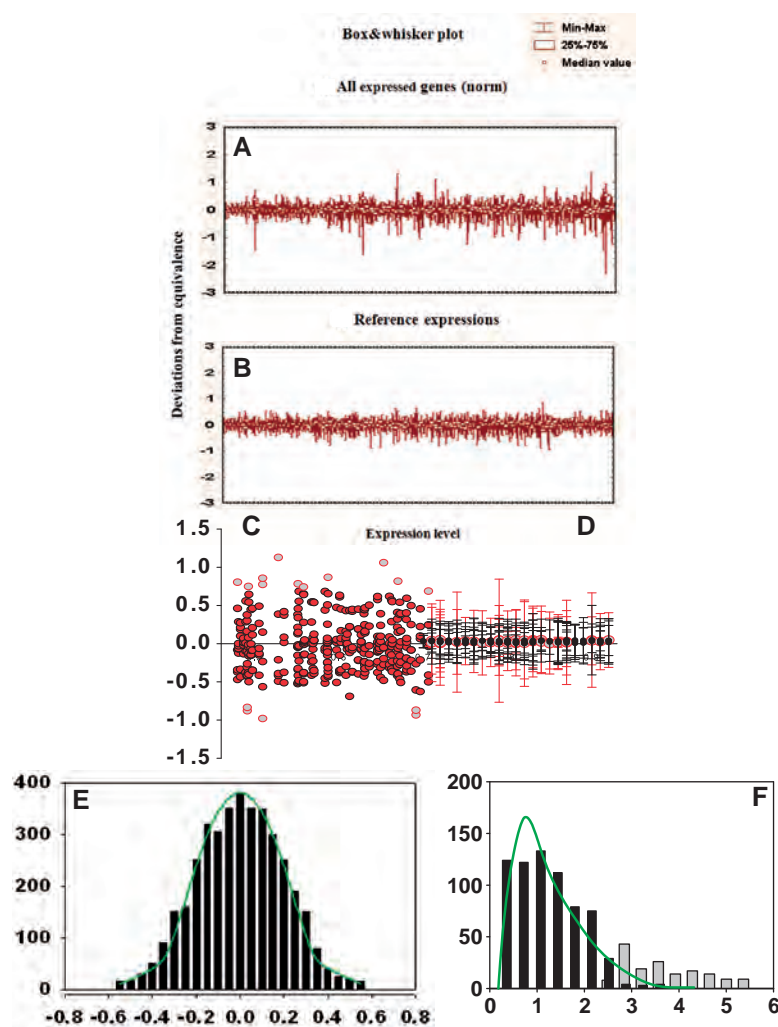 Box&whisker plot
Min-Max
25%-75%
Median value
All expressed genes (norm)
A
3
2
1
0
-1
-2
-3
Deviations from equivalence
Reference expressions
B
3
2
1
0
-1
-2
-3
C
Expression level
D
1.5
1.0
0.5
0.0
-0.5
-1.0
-1.5
E
400
300
200
100
0
-0.8 -0.6 -0.4 -0.2 0.0 0.2 0.4 0.6 0.8
F
200
150
100
50
0
0 1 2 3 4 5 6